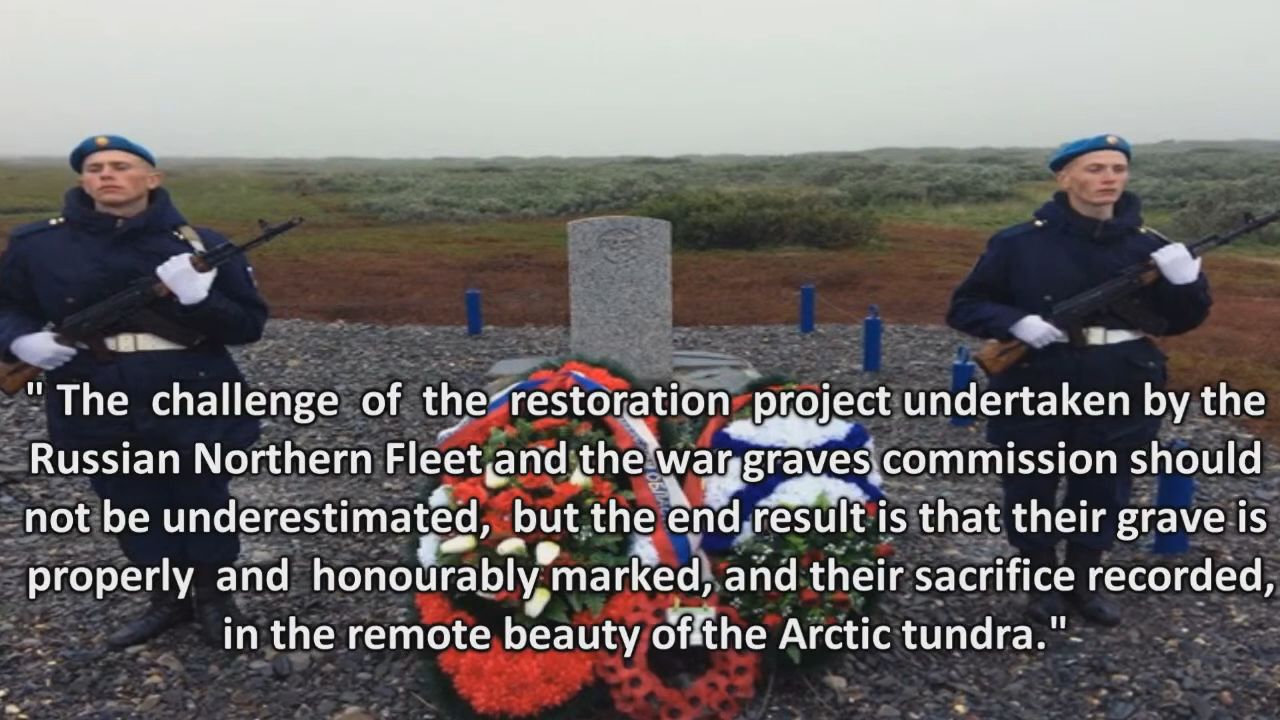 " The challenge of the restoration project undertaken by the
Russian Northern Fleet and the war graves commission should
not be underestimated, but the end result is that their grave is
properly and honourably marked, and their sacrifice recorded,
in the remote beauty of the Arctic tundra."